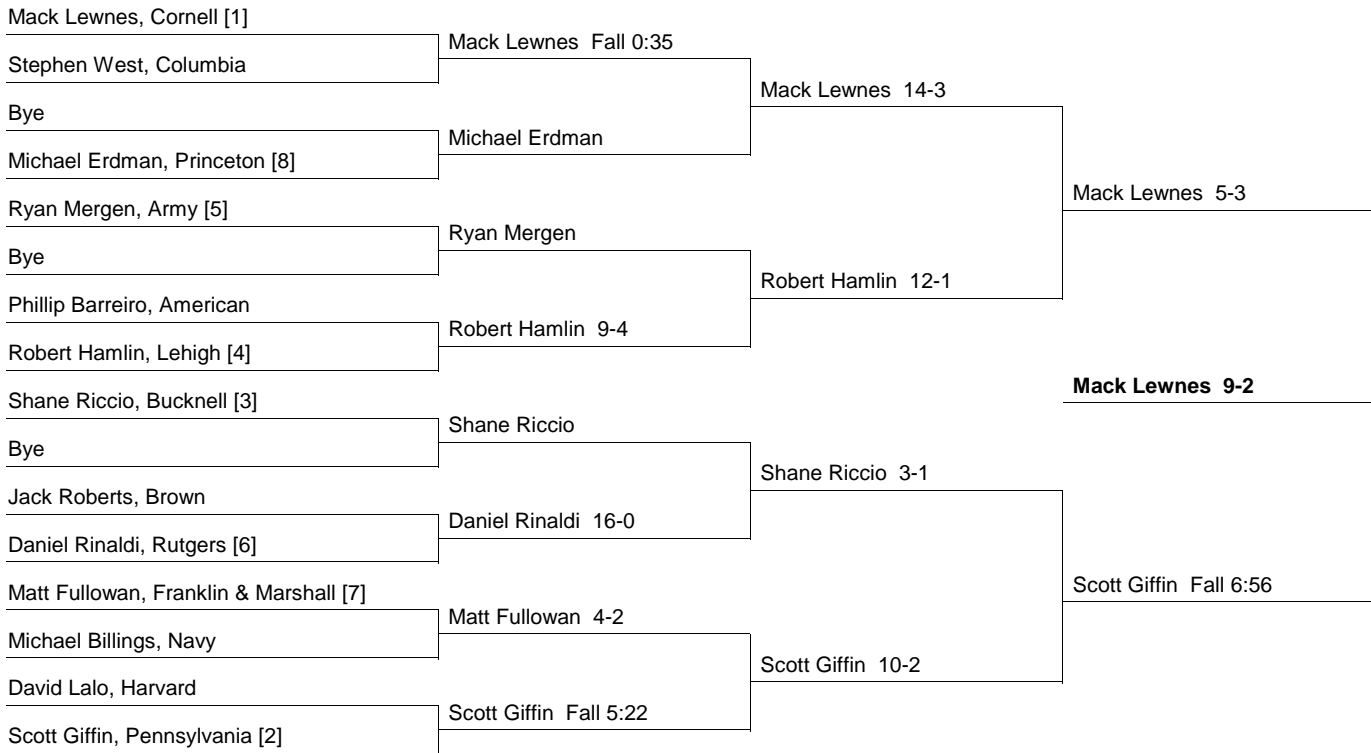 Mack Lewnes, Cornell [1]
Stephen West, Columbia
Bye
Michael Erdman, Princeton [8]
Ryan Mergen, Army [5]
Bye
Phillip Barreiro, American
Robert Hamlin, Lehigh [4]
Shane Riccio, Bucknell [3]
Bye
Jack Roberts, Brown
Daniel Rinaldi, Rutgers [6]
Matt Fullowan, Franklin & Marshall [7]
Michael Billings, Navy
David Lalo, Harvard
Scott Giffin, Pennsylvania [2]
Mack Lewnes Fall 0:35
Michael Erdman
Ryan Mergen
Robert Hamlin 9-4
Shane Riccio
Daniel Rinaldi 16-0
Matt Fullowan 4-2
Scott Giffin Fall 5:22
Mack Lewnes 14-3
Robert Hamlin 12-1
Shane Riccio 3-1
Scott Giffin 10-2
Mack Lewnes 5-3
Scott Giffin Fall 6:56
Mack Lewnes 9-2